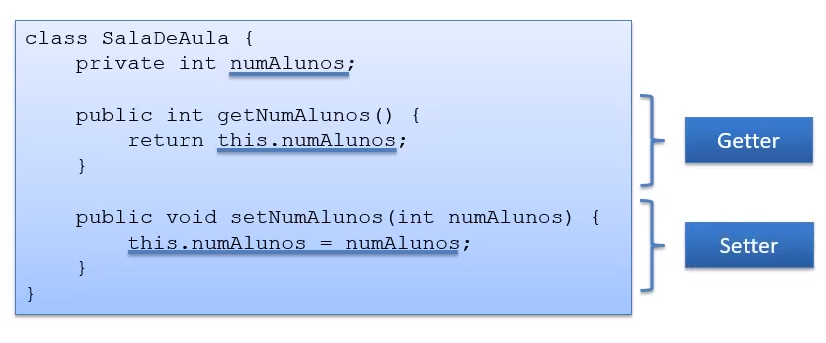 class SalaDeAula {
    private int numAlunos;
    public int getNumAlunos() {
        return this.numAlunos;
    }
    public void setNumAlunos(int numAlunos) {
        this.numAlunos = numAlunos;
    }
}
Getter
Setter